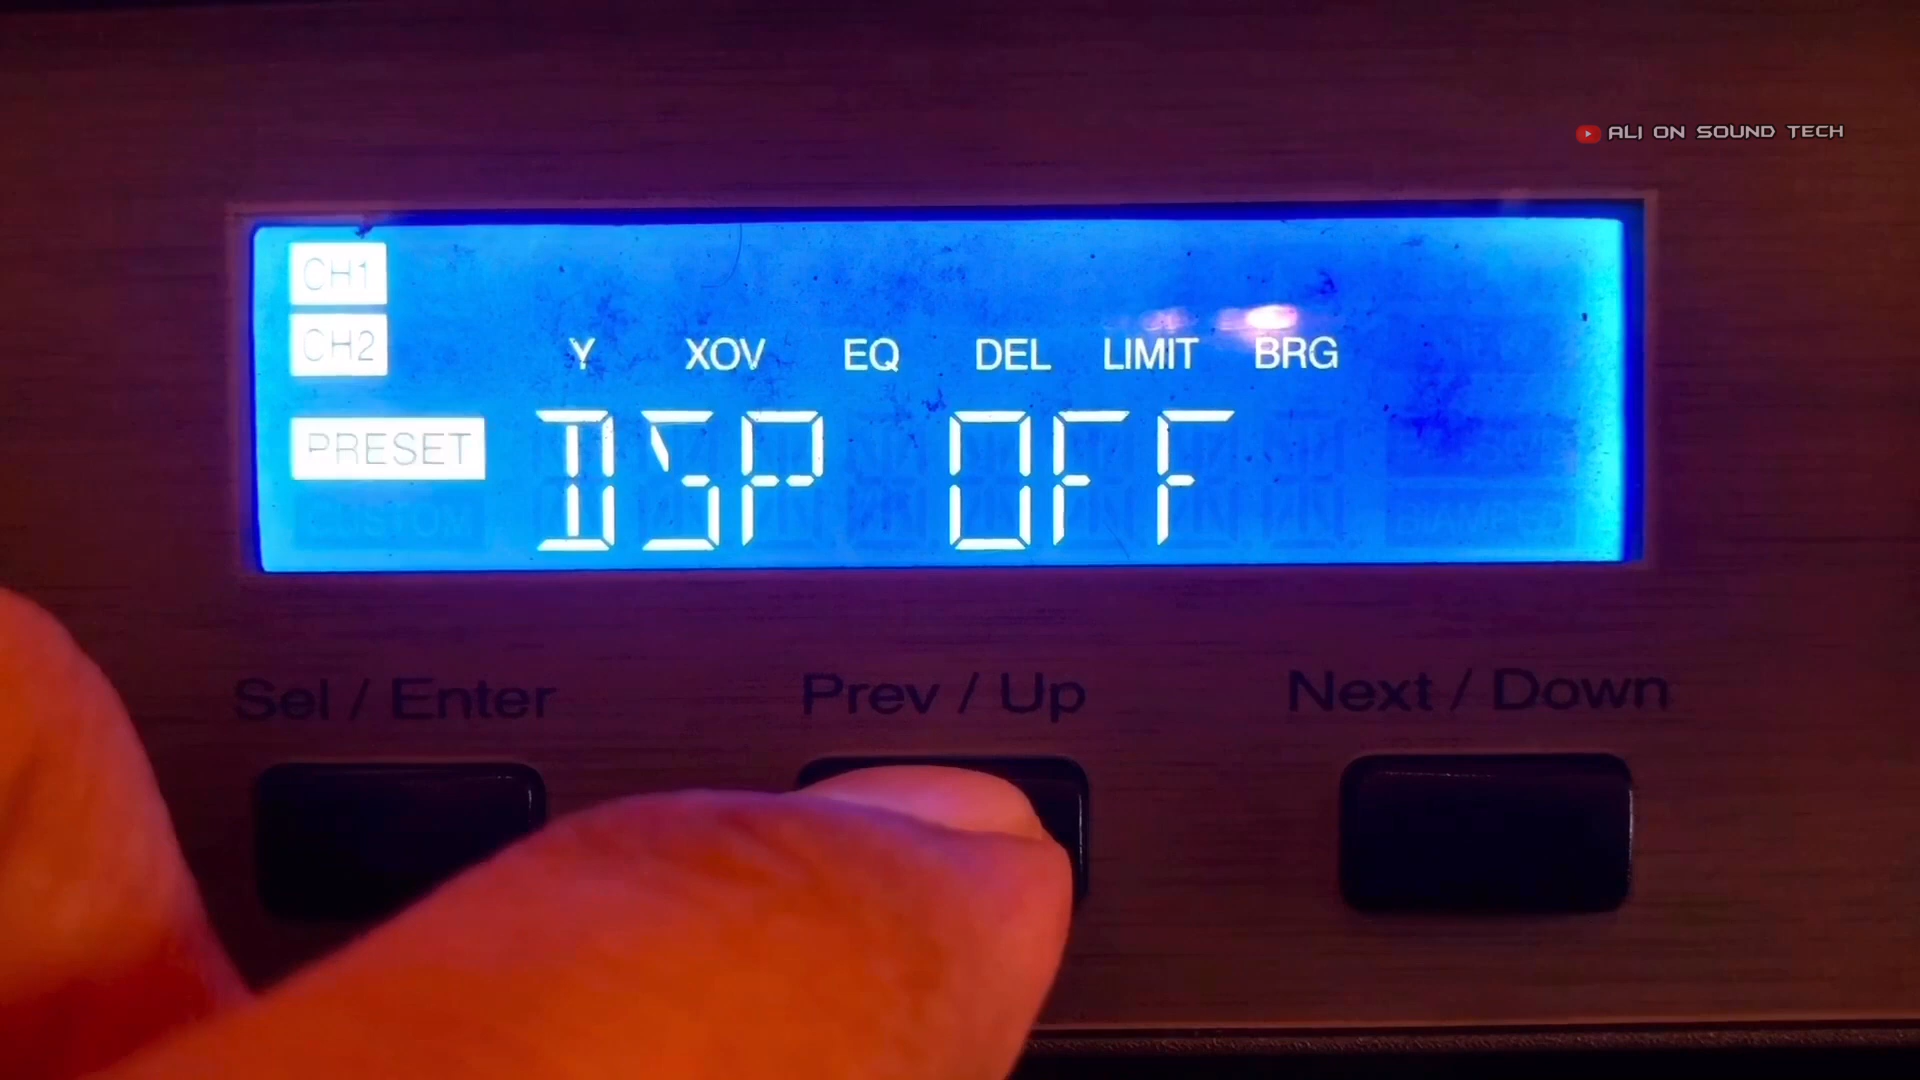 ALI ON SOUND TECH
CH1
CH2
Y XOV EQ DEL LIMIT BRG
PRESET DSP OFF
CUSTOM
Sel / Enter Prev / Up Next / Down